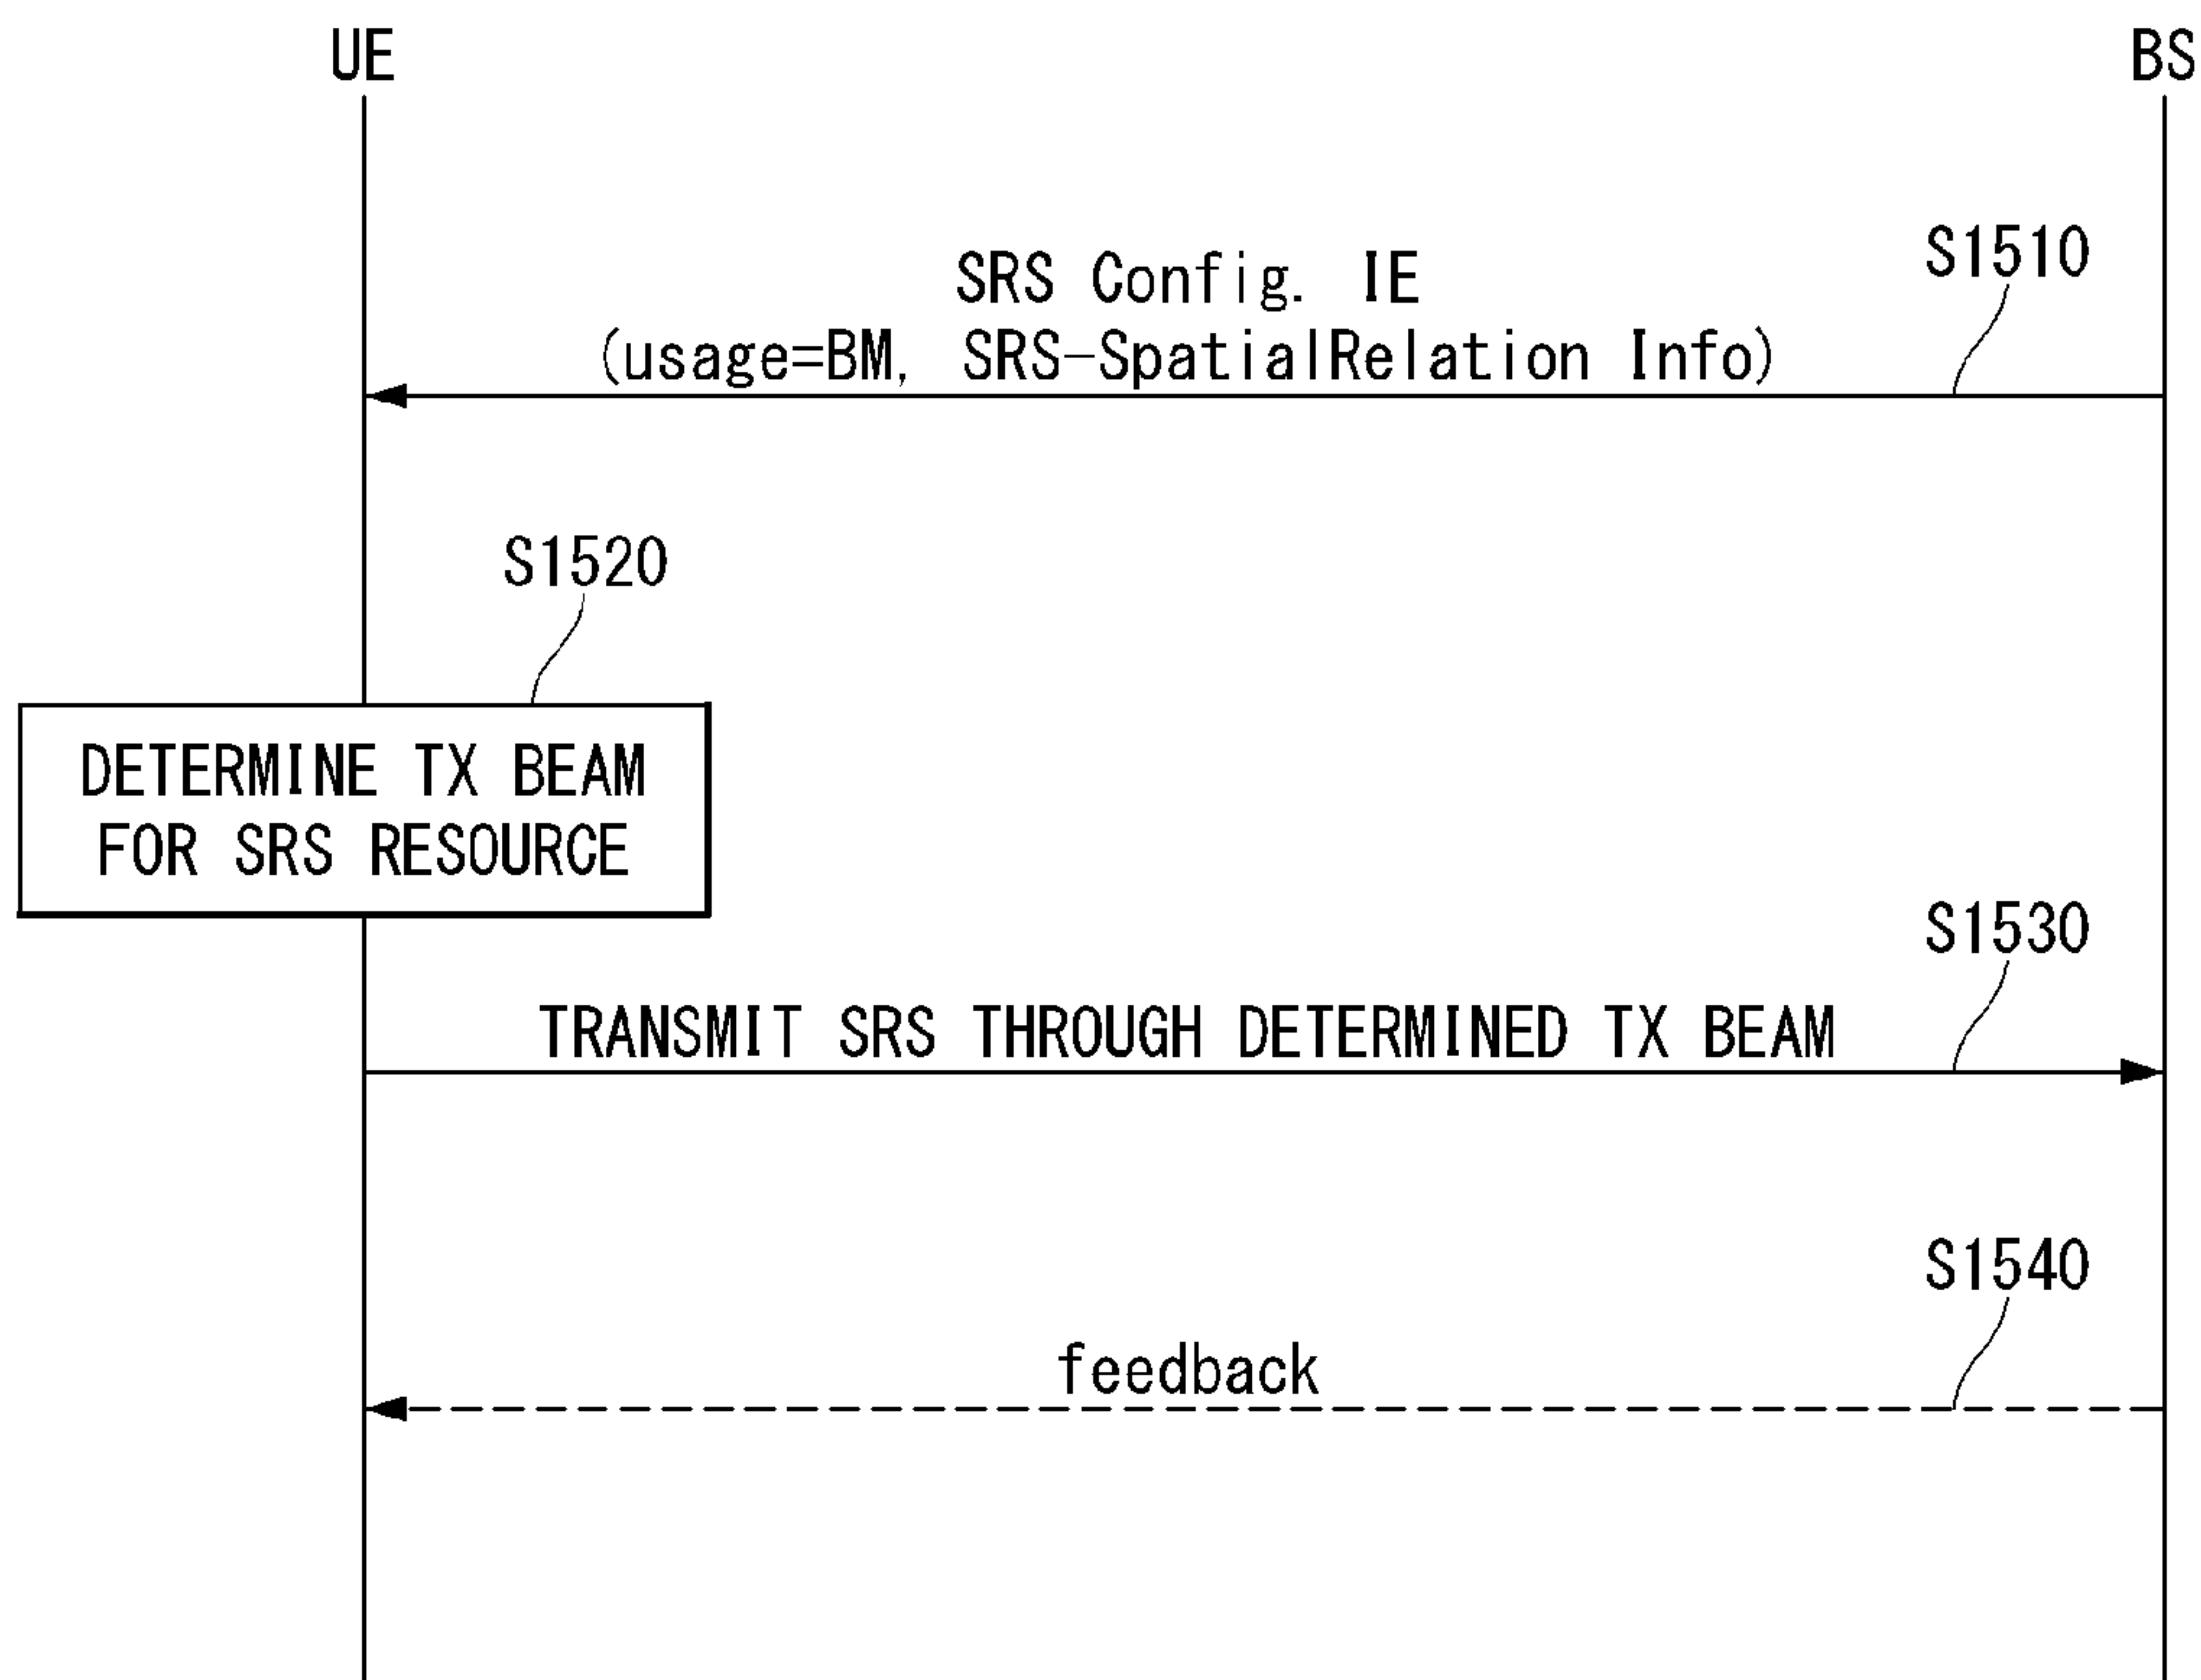 UE
BS
S1510
SRS Config. IE
(usage=BM, SRS-SpatialRelation Info)
S1520
DETERMINE TX BEAM
FOR SRS RESOURCE
S1530
TRANSMIT SRS THROUGH DETERMINED TX BEAM
S1540
feedback